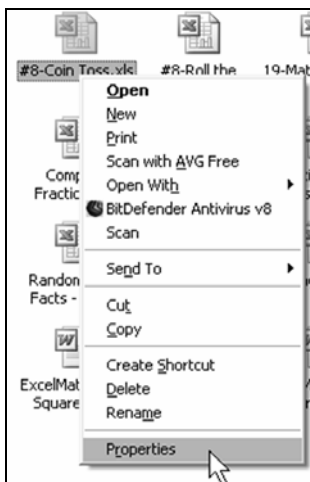 #8-Coin Toss.xls #8-Roll the 19-Mat
Open
New
Print
Scan with AVG Free
Open With
BitDefender Antivirus v8
Scan
Send To
Cut
Copy
Create Shortcut
Delete
Rename
Properties
Comp
Fractic
Random
Facts -
ExcelMat
Square